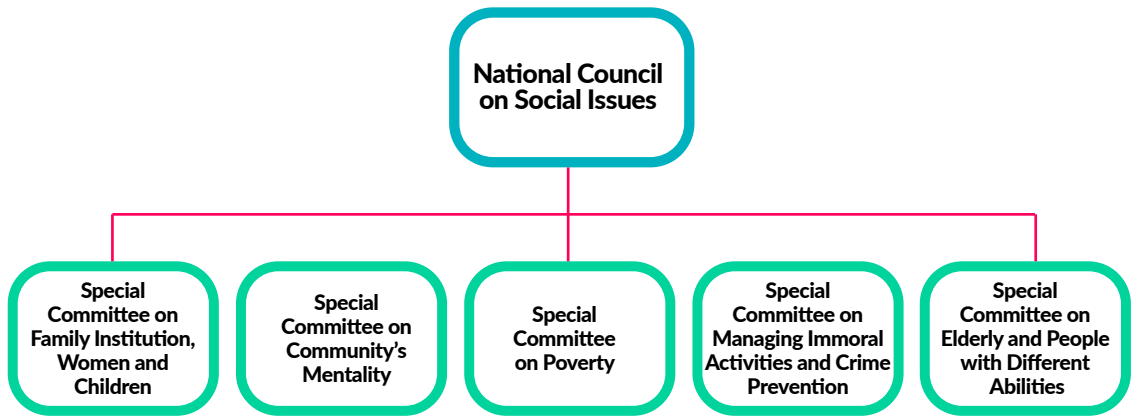 National Council
on Social Issues
Special
Committee on
Family Institution,
Women and
Children
Special
Committee on
Community’s
Mentality
Special
Committee
on Poverty
Special
Committee on
Managing Immoral
Activities and Crime
Prevention
Special
Committee on
Elderly and People
with Different
Abilities